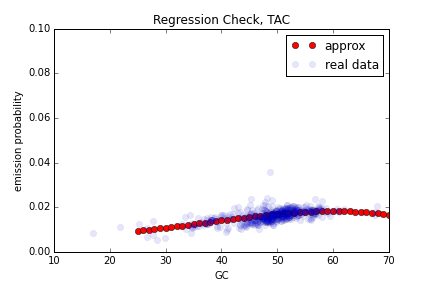 Regression Check, TAC
0.10
approx
real data
0.08
0.06
emission probability
0.04
0.02
0.00
10 20 30 40 50 60 70
GC